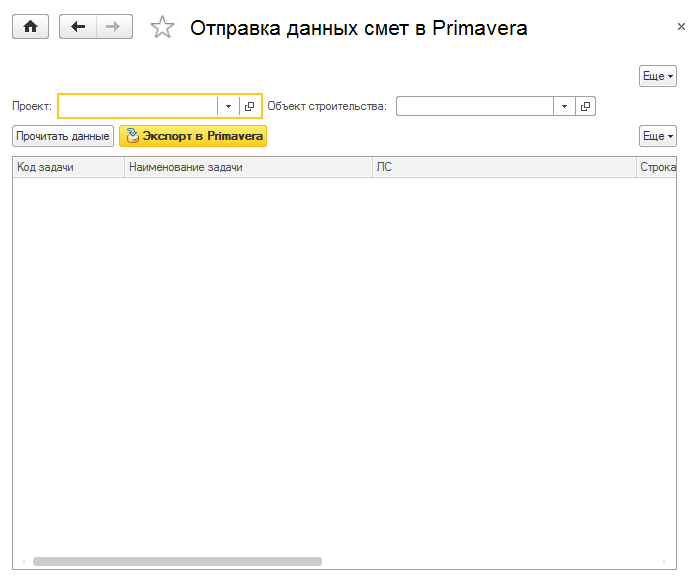 Отправка данных смет в Primavera
Еще
Проект: Объект строительства:
Прочитать данные Экспорт в Primavera Еще
Код задачи Наименование задачи ЛС Строка